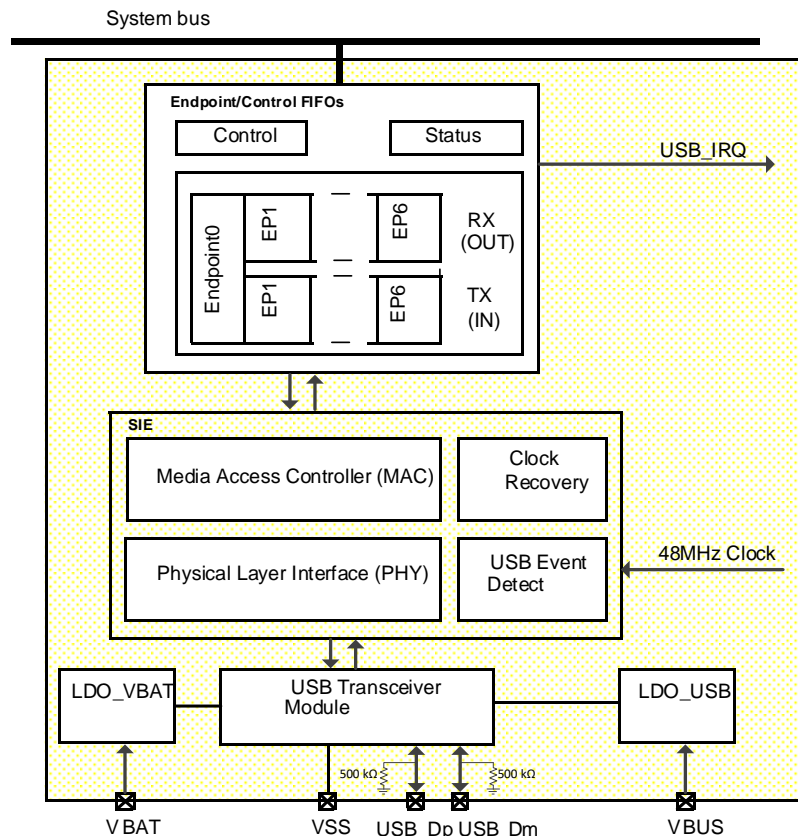 System bus
Endpoint/Control FIFOs
Control
Status
USB_IRQ
Endpoint0
EP1
EP6
RX
(OUT)
EP1
EP6
TX
(IN)
SIE
Media Access Controller (MAC)
Clock
Recovery
Physical Layer Interface (PHY)
USB Event
Detect
48MHz Clock
LDO_VBAT
USB Transceiver
Module
LDO_USB
500 kΩ
500 kΩ
VBAT
VSS
USB_Dp
USB_Dm
VBUS